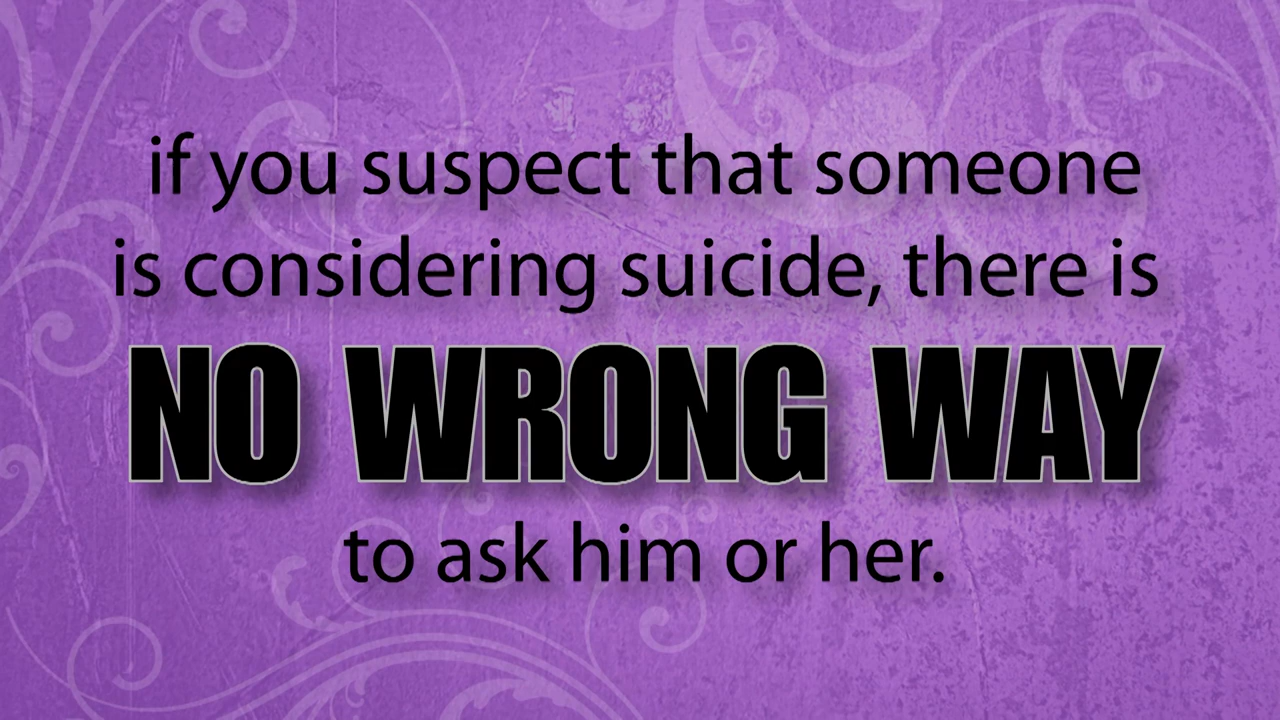 if you suspect that someone
is considering suicide, there is
NO WRONG WAY
to ask him or her.